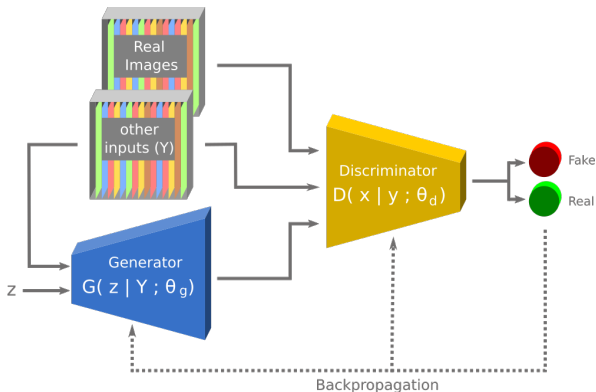 Real
Images
other
inputs (Y)
Discriminator
D( x | y ; θd)
Fake
Real
Generator
G( z | Y ; θg)
z
Backpropagation